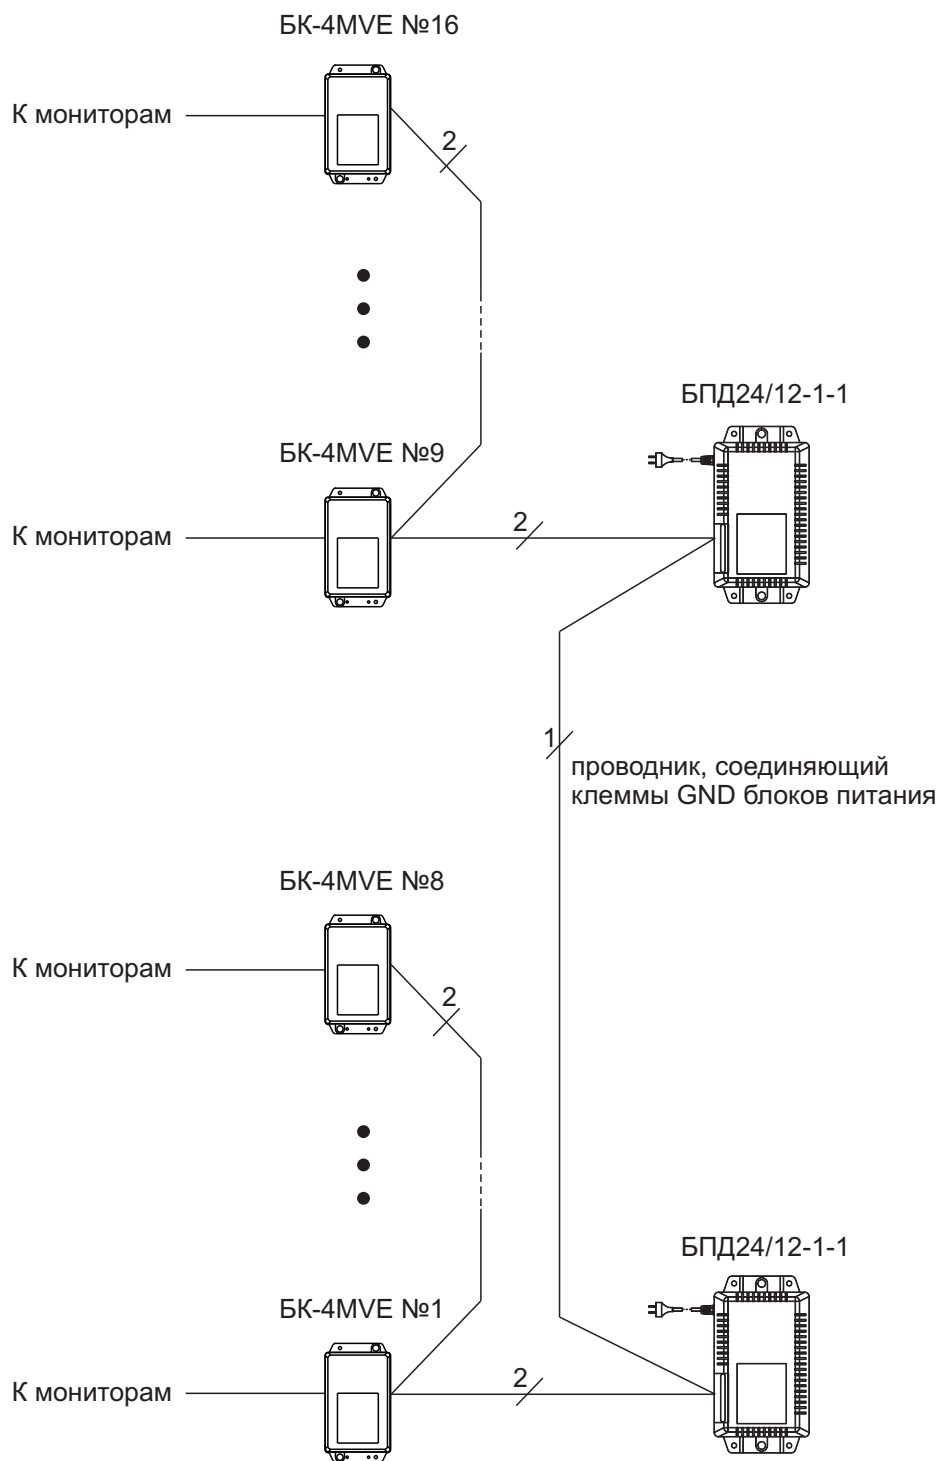 БК-4MVE №16
К мониторам
2
БПД24/12-1-1
БК-4MVE №9
К мониторам
2
1
проводник, соединяющий
клеммы GND блоков питания
БК-4MVE №8
К мониторам
2
БПД24/12-1-1
БК-4MVE №1
К мониторам
2